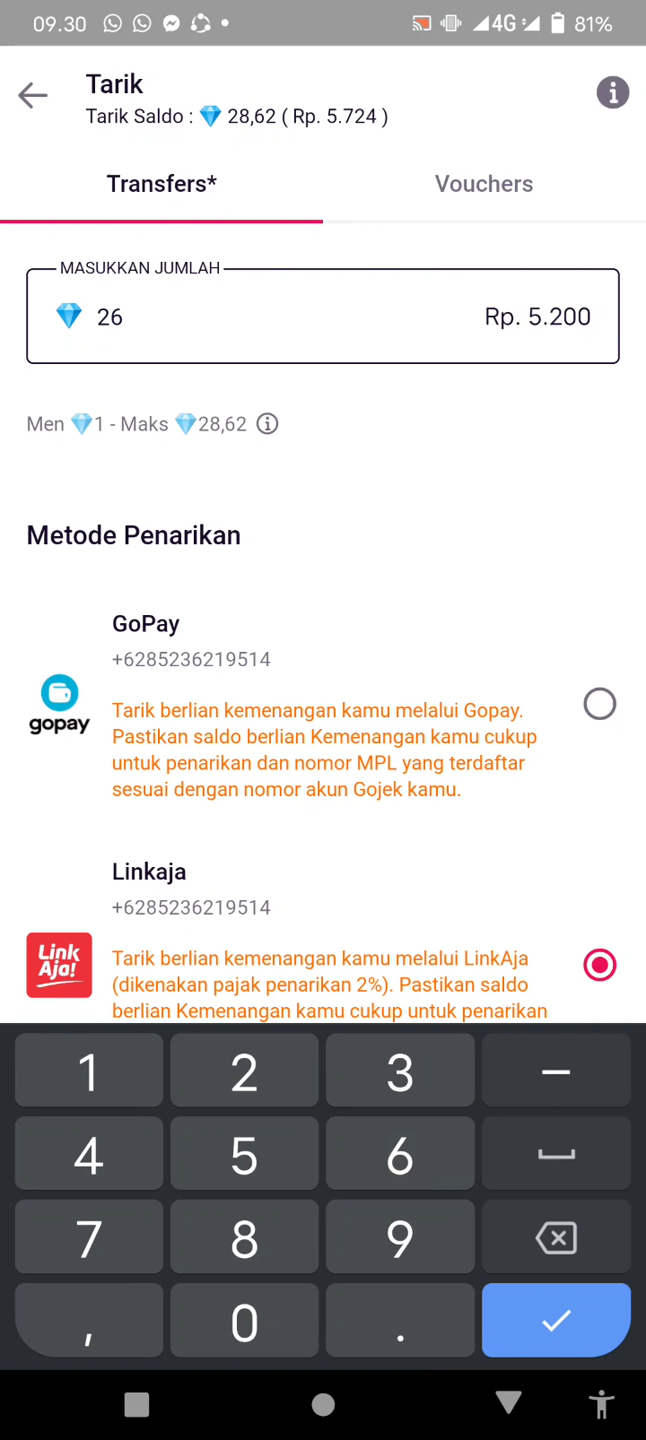 09.30 4G 81%
Tarik
Tarik Saldo : 💎 28,62 ( Rp. 5.724 )
Transfers* Vouchers
MASUKKAN JUMLAH
💎 26 Rp. 5.200
Men 💎1 - Maks 💎28,62
Metode Penarikan
GoPay
+6285236219514
gopay
Tarik berlian kemenangan kamu melalui Gopay.
Pastikan saldo berlian Kemenangan kamu cukup
untuk penarikan dan nomor MPL yang terdaftar
sesuai dengan nomor akun Gojek kamu.
Linkaja
+6285236219514
Link
Aja!
Tarik berlian kemenangan kamu melalui LinkAja
(dikenakan pajak penarikan 2%). Pastikan saldo
berlian Kemenangan kamu cukup untuk penarikan
1 2 3 –
4 5 6
7 8 9
, 0 .